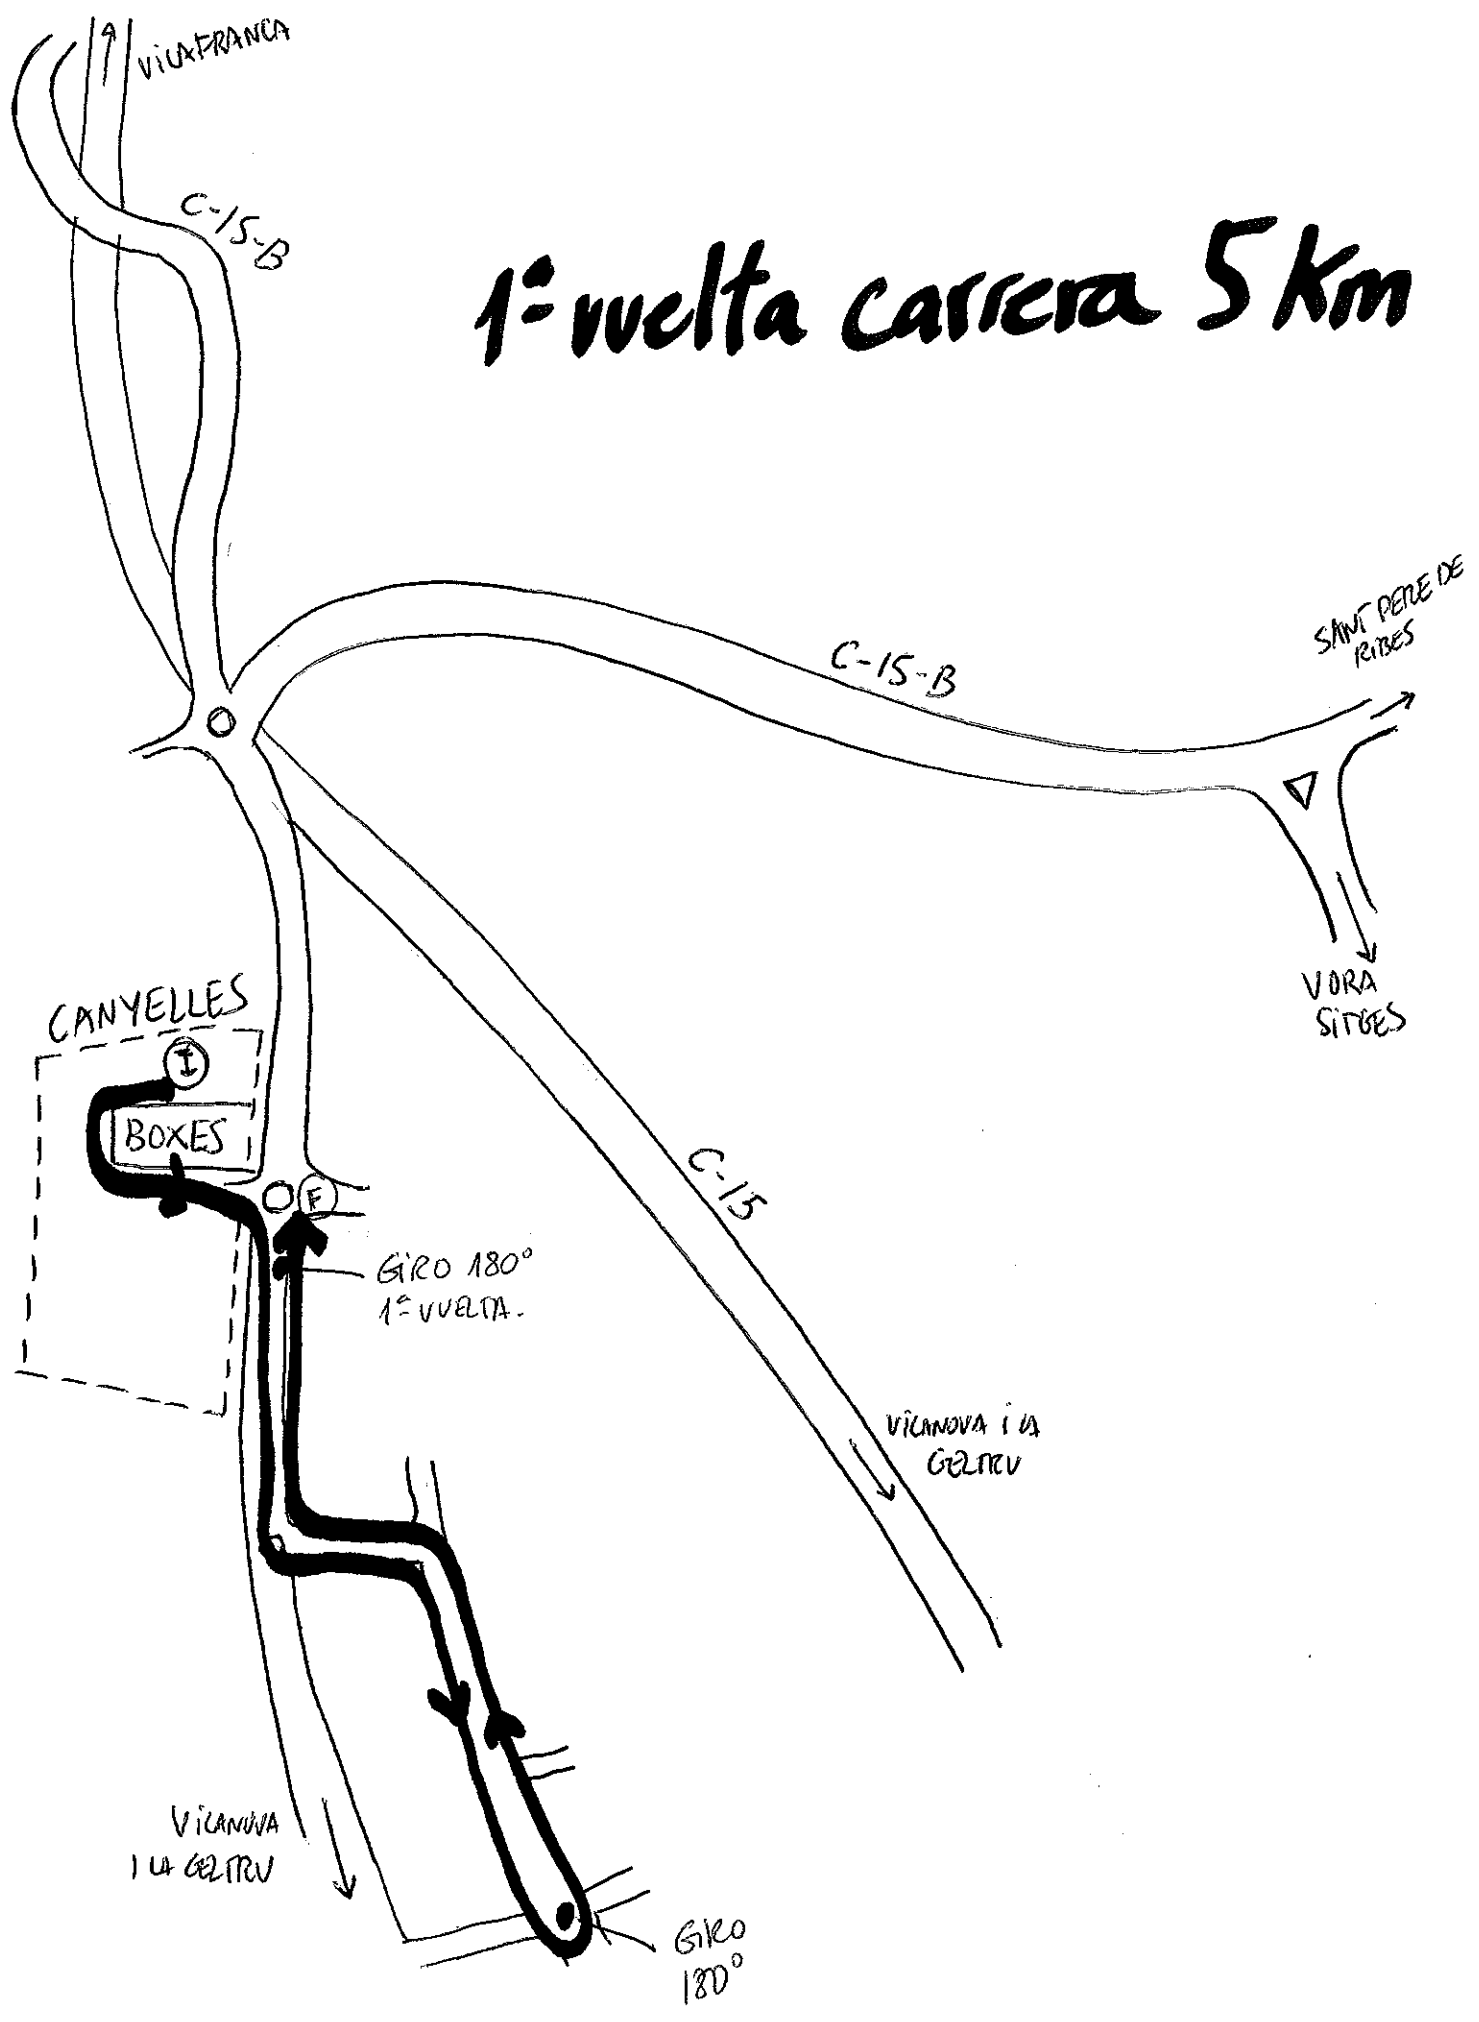 VILAFRANCA
C-15-B
1ª vuelta carrera 5 Km
SANT PERE DE
RIBES
C-15-B
VORA
SITGES
CANYELLES
I
BOXES
F
C-15
GIRO 180°
1ª VUELTA.
VILANOVA I LA
GELTRU
VILANOVA
I LA GELTRU
GIRO
180°